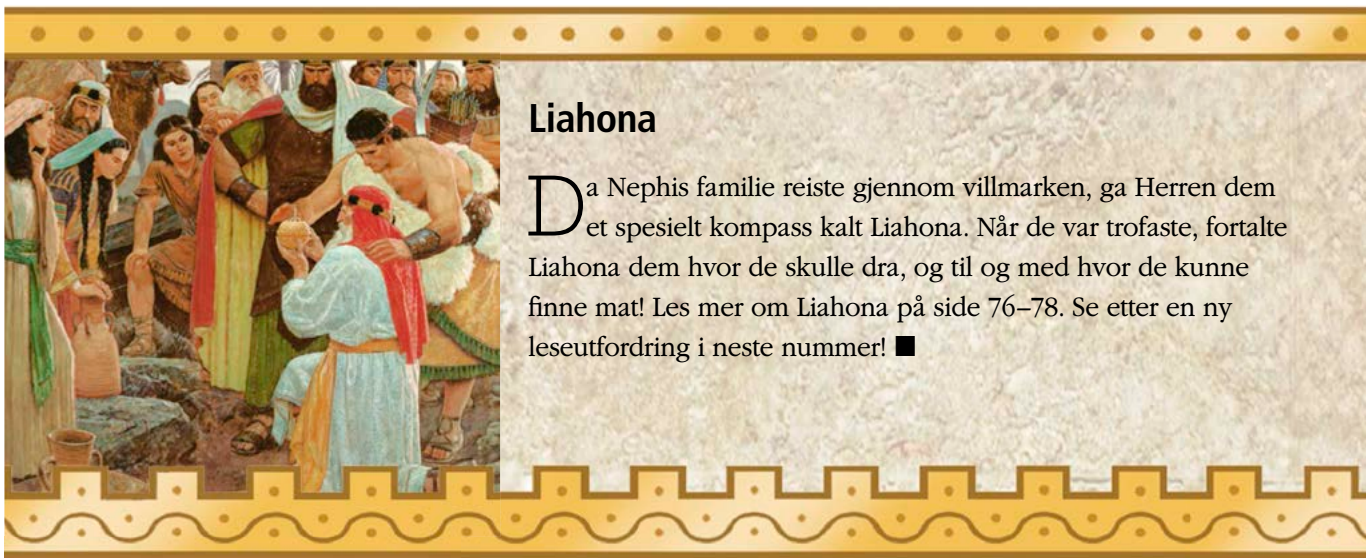 Liahona
Da Nephis familie reiste gjennom villmarken, ga Herren dem
et spesielt kompass kalt Liahona. Når de var trofaste, fortalte
Liahona dem hvor de skulle dra, og til og med hvor de kunne
finne mat! Les mer om Liahona på side 76–78. Se etter en ny
leseutfordring i neste nummer! ■